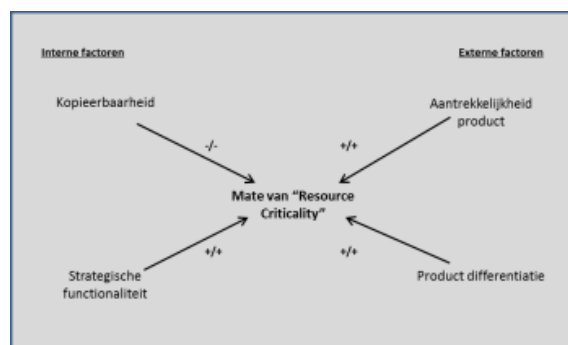 Interne factoren
Externe factoren
Kopieerbaarheid
Aantrekkelijkheid
product
-/-
+/+
Mate van “Resource
Criticality”
+/+
+/+
Strategische
functionaliteit
Product differentiatie